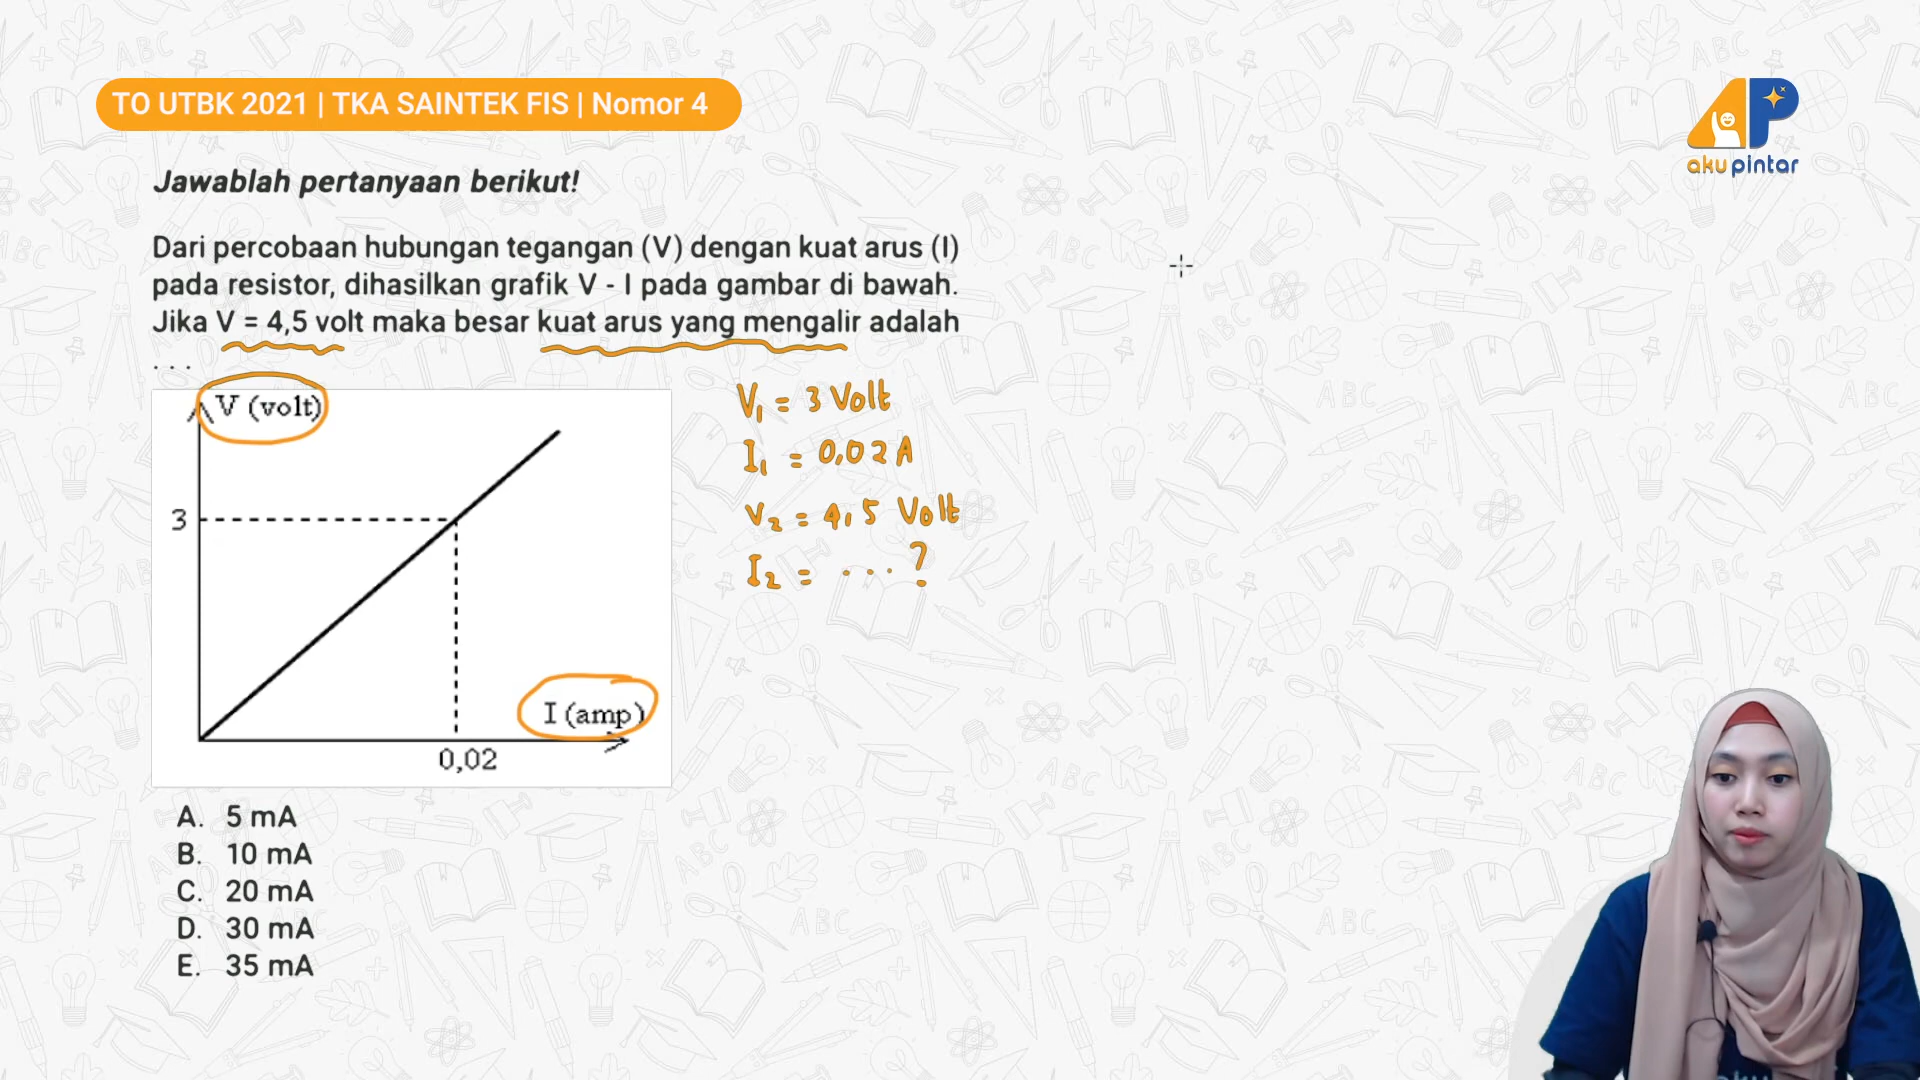 TO UTBK 2021 | TKA SAINTEK FIS | Nomor 4
aku pintar
Jawablah pertanyaan berikut!
Dari percobaan hubungan tegangan (V) dengan kuat arus (I)
pada resistor, dihasilkan grafik V - I pada gambar di bawah.
Jika V = 4,5 volt maka besar kuat arus yang mengalir adalah
. . .
V (volt)
3
I (amp)
0,02
V₁ = 3 Volt
I₁ = 0,02 A
V₂ = 4,5 Volt
I₂ = ... ?
A. 5 mA
B. 10 mA
C. 20 mA
D. 30 mA
E. 35 mA